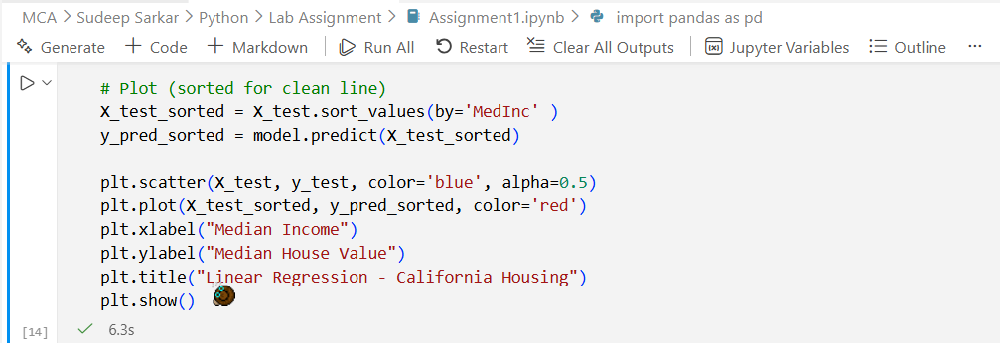 MCA > Sudeep Sarkar > Python > Lab Assignment > Assignment1.ipynb > import pandas as pd
Generate + Code + Markdown | Run All Restart Clear All Outputs | Jupyter Variables Outline ...
# Plot (sorted for clean line)
X_test_sorted = X_test.sort_values(by='MedInc' )
y_pred_sorted = model.predict(X_test_sorted)
plt.scatter(X_test, y_test, color='blue', alpha=0.5)
plt.plot(X_test_sorted, y_pred_sorted, color='red')
plt.xlabel("Median Income")
plt.ylabel("Median House Value")
plt.title("Linear Regression - California Housing")
plt.show()
[14] 6.3s